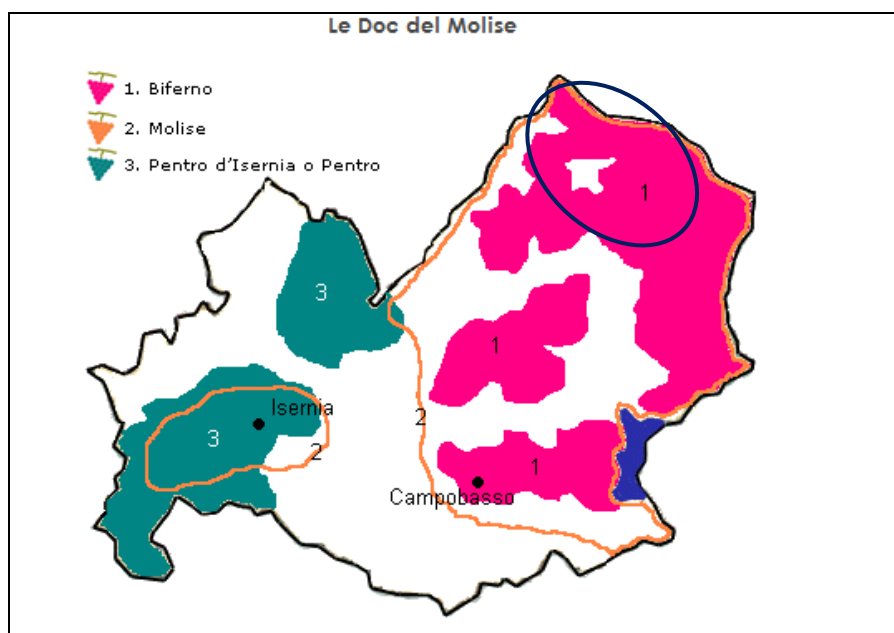 Le Doc del Molise
1. Biferno
2. Molise
3. Pentro d'Isernia o Pentro
1
3
1
2
Isernia
3
2
1
Campobasso